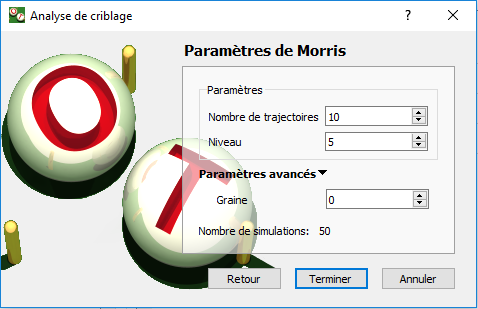 Analyse de criblage
Paramètres de Morris
Paramètres
Nombre de trajectoires 10
Niveau 5
Paramètres avancés
Graine 0
Nombre de simulations: 50
Retour Terminer Annuler